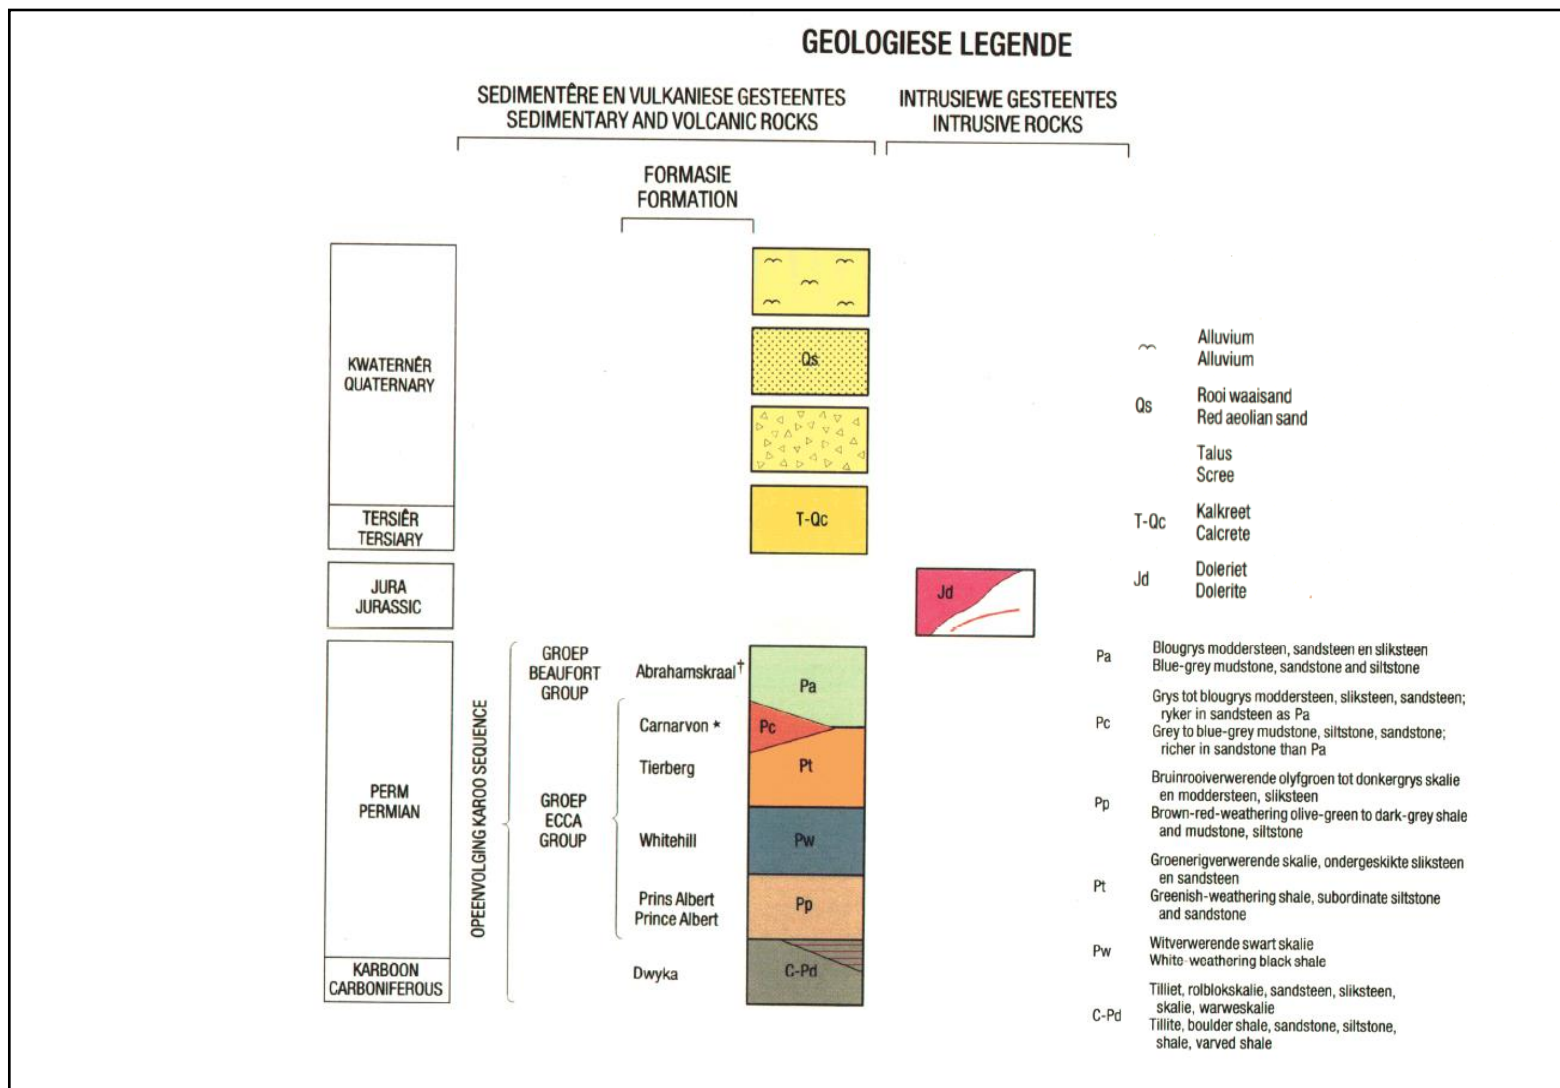 GEOLOGIESE LEGENDE
SEDIMENTÊRE EN VULKANIESE GESTEENTES
SEDIMENTARY AND VOLCANIC ROCKS
INTRUSIEWE GESTEENTES
INTRUSIVE ROCKS
FORMASIE
FORMATION
KWATERNÊR
QUATERNARY
TERSIÊR
TERSIARY
JURA
JURASSIC
PERM
PERMIAN
KARBOON
CARBONIFEROUS
OPEENVOLGING KAROO SEQUENCE
GROEP
BEAUFORT
GROUP
GROEP
ECCA
GROUP
Abrahamskraal†
Carnarvon *
Tierberg
Whitehill
Prins Albert
Prince Albert
Dwyka
Qs
T-Qc
Jd
Pa
Pc
Pt
Pw
Pp
C-Pd
Alluvium
Alluvium
Qs
Rooi waaisand
Red aeolian sand
Talus
Scree
T-Qc
Kalkreet
Calcrete
Jd
Doleriet
Dolerite
Pa
Blougrys moddersteen, sandsteen en sliksteen
Blue-grey mudstone, sandstone and siltstone
Pc
Grys tot blougrys moddersteen, sliksteen, sandsteen;
ryker in sandsteen as Pa
Grey to blue-grey mudstone, siltstone, sandstone;
richer in sandstone than Pa
Pp
Bruinrooiverwerende olyfgroen tot donkergrys skalie
en moddersteen, sliksteen
Brown-red-weathering olive-green to dark-grey shale
and mudstone, siltstone
Pt
Groenerigverwerende skalie, ondergeskikte sliksteen
en sandsteen
Greenish-weathering shale, subordinate siltstone
and sandstone
Pw
Witverwerende swart skalie
White-weathering black shale
C-Pd
Tilliet, rolblokskalie, sandsteen, sliksteen,
skalie, warweskalie
Tillite, boulder shale, sandstone, siltstone,
shale, varved shale